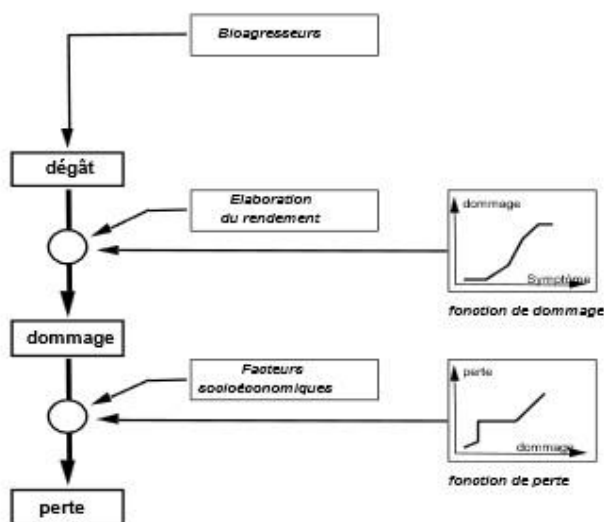 Bioagresseurs
dégât
Elaboration
du rendement
dommage
Symptôme
fonction de dommage
dommage
Facteurs
socioéconomiques
perte
dommage
fonction de perte
perte